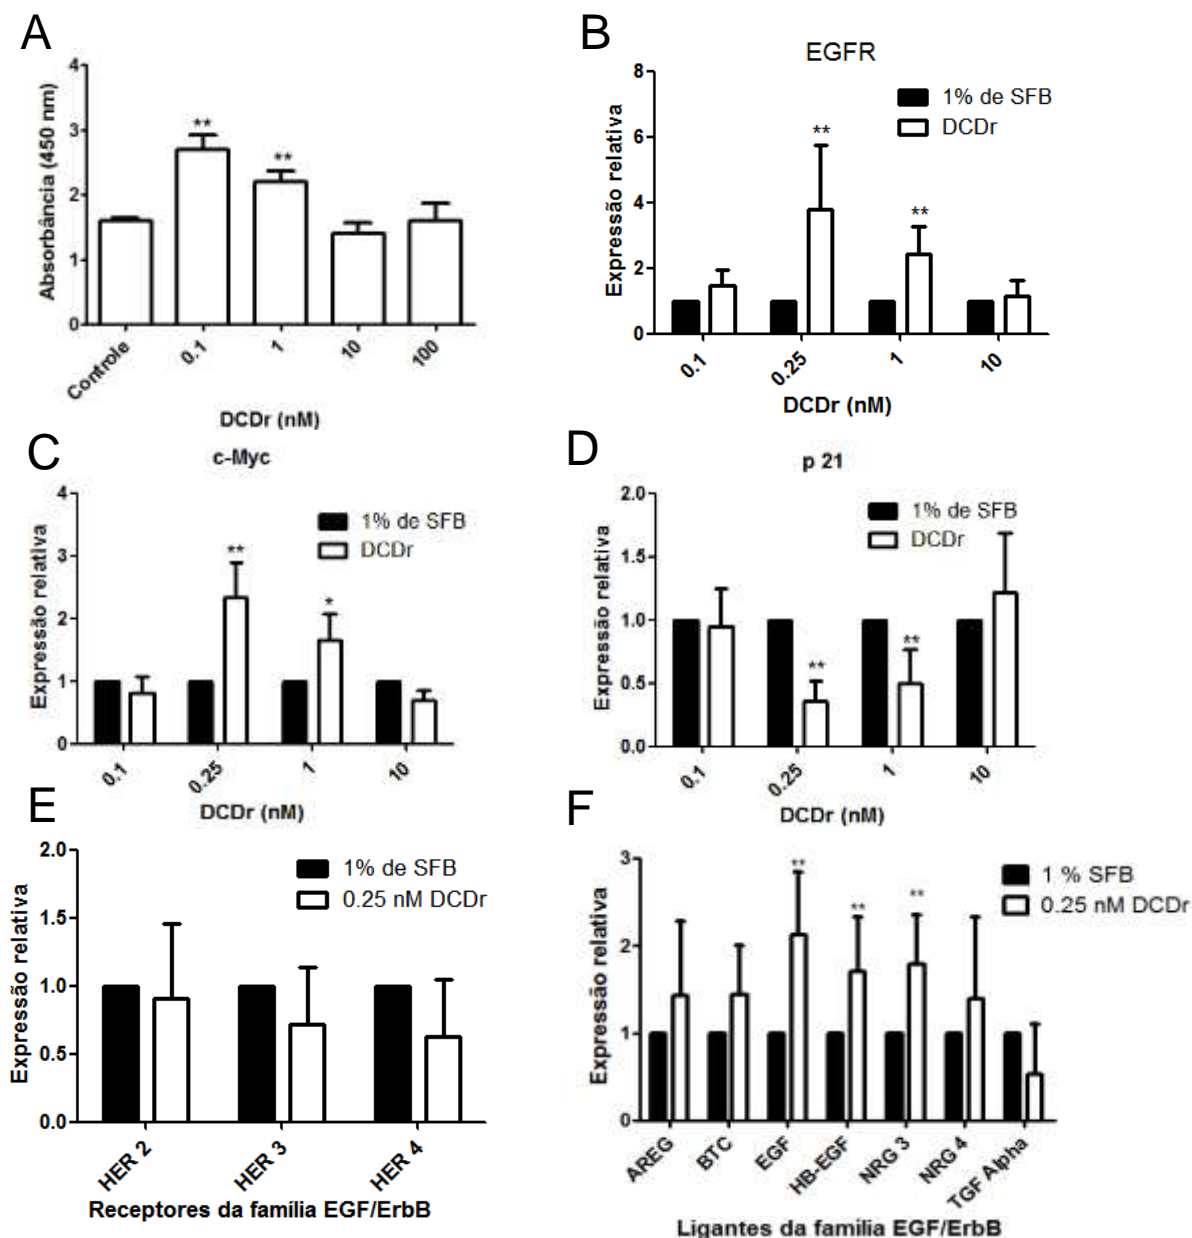 A
Absorbância (450 nm)
4
3
2
1
0
**
**
Controle
0.1
1
10
100
DCDr (nM)
B
EGFR
Expressão relativa
8
6
4
2
0
1% de SFB
DCDr
**
**
0.1
0.25
1
10
DCDr (nM)
C
c-Myc
Expressão relativa
4
3
2
1
0
1% de SFB
DCDr
**
*
0.1
0.25
1
10
DCDr (nM)
D
p 21
Expressão relativa
2.0
1.5
1.0
0.5
0.0
1% de SFB
DCDr
**
**
0.1
0.25
1
10
DCDr (nM)
E
Expressão relativa
2.0
1.5
1.0
0.5
0.0
1% de SFB
0.25 nM DCDr
HER 2
HER 3
HER 4
Receptores da família EGF/ErbB
F
Expressão relativa
3
2
1
0
1 % SFB
0.25 nM DCDr
**
**
**
AREG
BTC
EGF
HB-EGF
NRG 3
NRG 4
TGF Alpha
Ligantes da familia EGF/ErbB